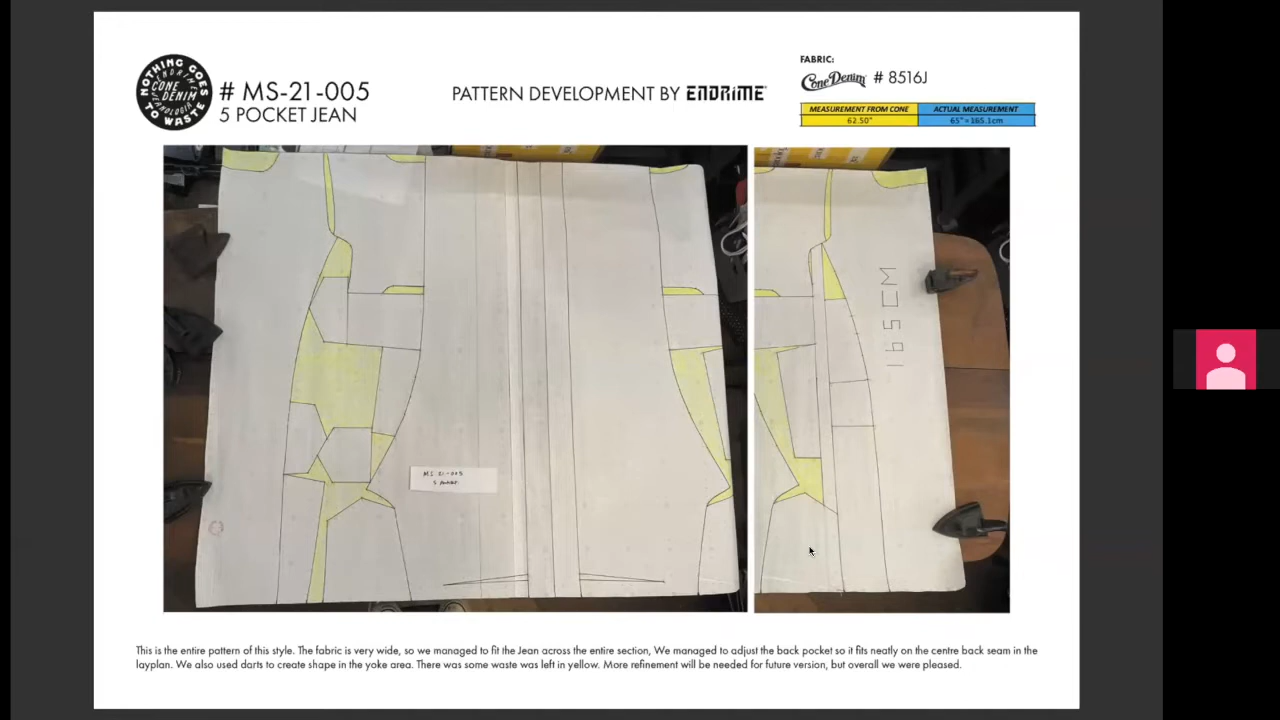 NOTHING GOES
ENDRIME
CONE DENIM
TO WASTE
# MS-21-005
5 POCKET JEAN
PATTERN DEVELOPMENT BY ENDRIME
FABRIC:
Cone Denim # 8516J
MEASUREMENT FROM CONE ACTUAL MEASUREMENT
62.50" 65" = 165.1cm
165CM
MS 21-005
This is the entire pattern of this style. The fabric is very wide, so we managed to fit the Jean across the entire section, We managed to adjust the back pocket so it fits neatly on the centre back seam in the
layplan. We also used darts to create shape in the yoke area. There was some waste was left in yellow. More refinement will be needed for future version, but overall we were pleased.